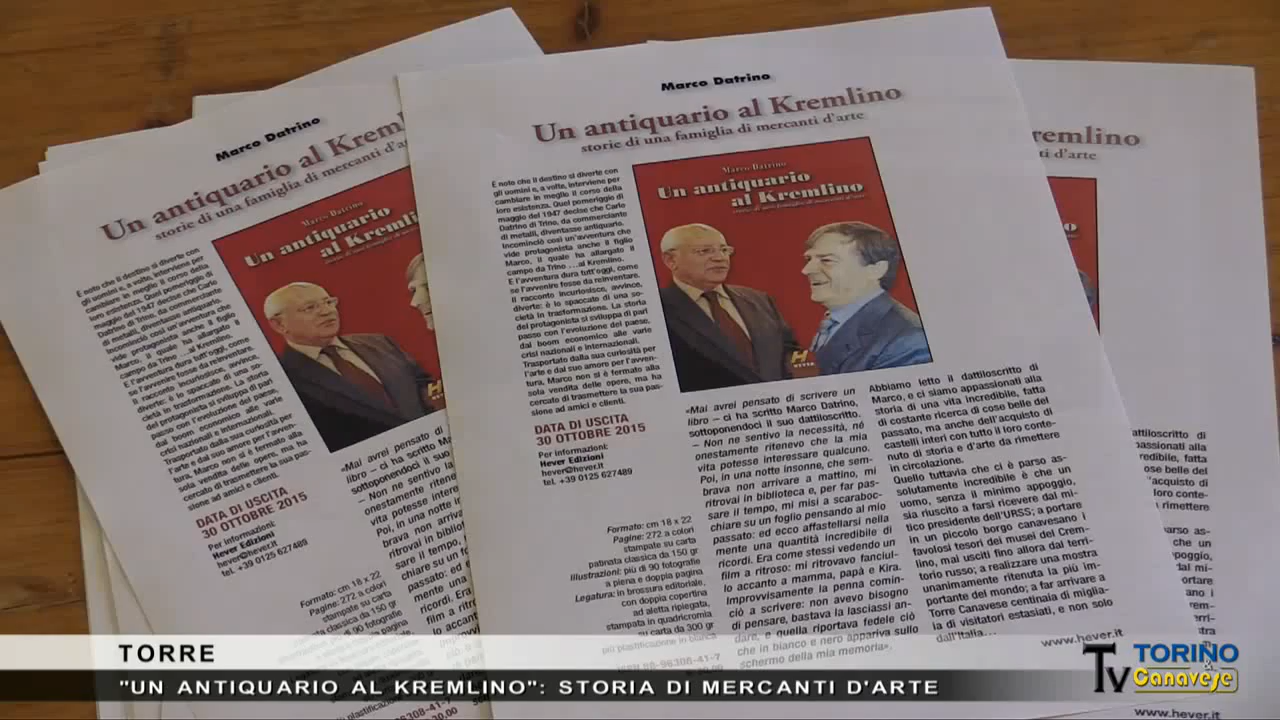 Marco Datrino
Un antiquario al Kremlino
storie di una famiglia di mercanti d'arte
È noto che il destino si diverte con
gli uomini e, a volte, interviene per
cambiare in meglio il corso della
loro esistenza. Quel pomeriggio di
maggio del 1947 decise che Carlo
Datrino di Trino, da commerciante
di metalli, diventasse antiquario.
Incominciò così un'avventura che
vide protagonista anche il figlio
Marco, il quale ha allargato il
campo da Trino ...al Kremlino.
E l'avventura dura tutt'oggi, come
se l'avvenire fosse da reinventare.
Il racconto incuriosisce, avvince,
diverte: è lo spaccato di una so-
cietà in trasformazione. La storia
del protagonista si sviluppa di pari
passo con l'evoluzione del paese,
dal boom economico alle varie
crisi nazionali e internazionali.
Trasportato dalla sua curiosità per
l'arte e dal suo amore per l'avven-
tura, Marco non si è fermato alla
sola vendita delle opere, ma ha
cercato di trasmettere la sua pas-
sione ad amici e clienti.
DATA DI USCITA
30 OTTOBRE 2015
Per informazioni:
Hever Edizioni
hever@hever.it
tel. +39 0125 627489
Formato: cm 18 x 22
Pagine: 272 a colori
stampate su carta
patinata classica da 150 gr
Illustrazioni: più di 90 fotografie
a piena e doppia pagina
Legatura: in brossura editoriale,
con doppia copertina
ad aletta ripiegata,
stampata in quadricromia
su carta da 300 gr
più plastificazione in bianca
Marco Datrino
Un antiquario
al Kremlino
storie di una famiglia di mercanti d'arte
H
HEVER
«Mai avrei pensato di scrivere un
libro – ci ha scritto Marco Datrino,
sottoponendoci il suo dattiloscritto.
– Non ne sentivo la necessità, né
onestamente ritenevo che la mia
vita potesse interessare qualcuno.
Poi, in una notte insonne, che sem-
brava non arrivare a mattino, mi
ritrovai in biblioteca e, per far pas-
sare il tempo, mi misi a scaraboc-
chiare su un foglio pensando al mio
passato: ed ecco affastellarsi nella
mente una quantità incredibile di
ricordi. Era come stessi vedendo un
film a ritroso: mi ritrovavo fanciul-
lo accanto a mamma, papà e Kira.
Improvvisamente la penna comin-
ciò a scrivere: non avevo bisogno
di pensare, bastava la lasciassi an-
dare, e quella riportava fedele ciò
che in bianco e nero appariva sullo
schermo della mia memoria».
Abbiamo letto il dattiloscritto di
Marco, e ci siamo appassionati alla
storia di una vita incredibile, fatta
di costante ricerca di cose belle del
passato, ma anche dell'acquisto di
castelli interi con tutto il loro conte-
nuto di storia e d'arte da rimettere
in circolazione.
Quello tuttavia che ci è parso as-
solutamente incredibile è che un
uomo, senza il minimo appoggio,
sia riuscito a farsi ricevere dal mi-
tico presidente dell'URSS; a portare
in un piccolo borgo canavesano i
favolosi tesori dei musei del Crem-
lino, mai usciti fino allora dal terri-
torio russo; a realizzare una mostra
unanimamente ritenuta la più im-
portante del mondo; a far arrivare a
Torre Canavese centinaia di miglia-
ia di visitatori estasiati, e non solo
dall'Italia...
www.hever.it
TORRE
"UN ANTIQUARIO AL KREMLINO": STORIA DI MERCANTI D'ARTE
TV TORINO
& Canavese